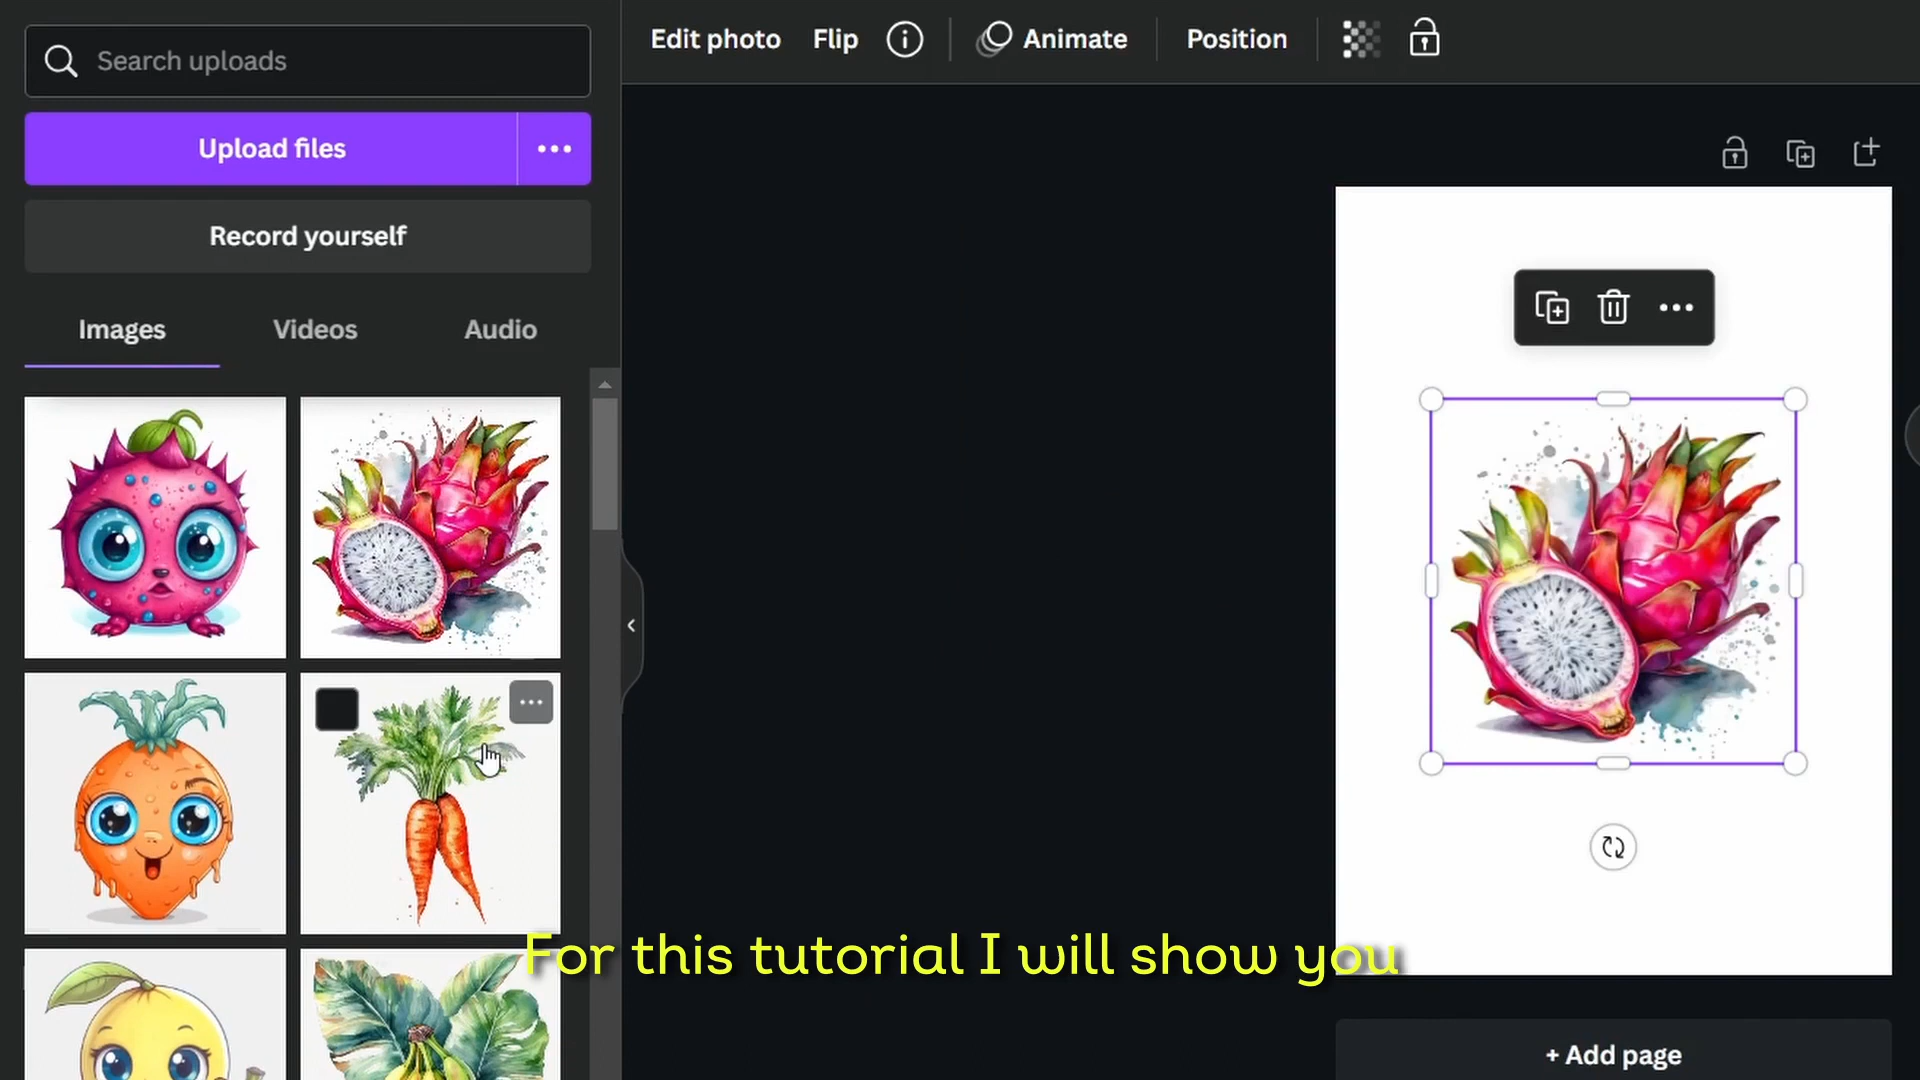 Edit photo
Flip
Animate
Position
Search uploads
Upload files
Record yourself
Images
Videos
Audio
For this tutorial I will show you
+ Add page